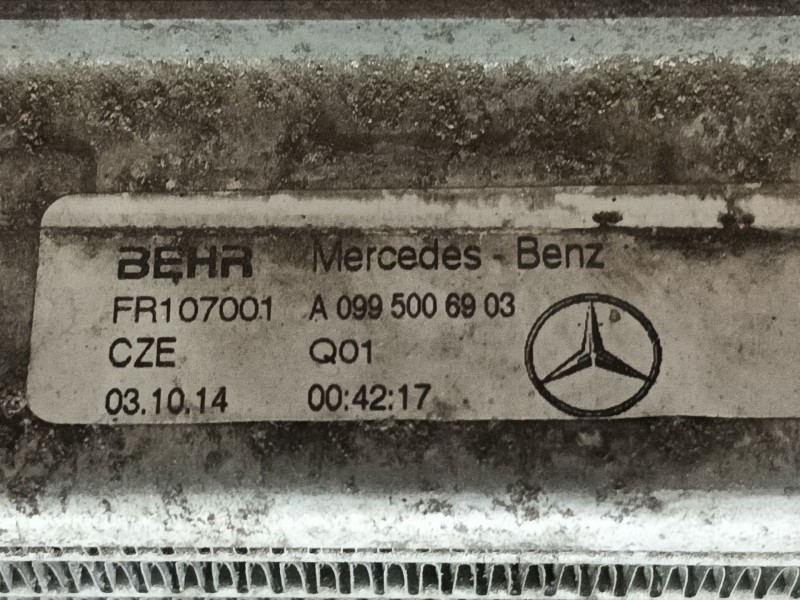 BEHR Mercedes - Benz
FR107001 A 099 500 69 03
CZE Q01
03.10.14 00:42:17